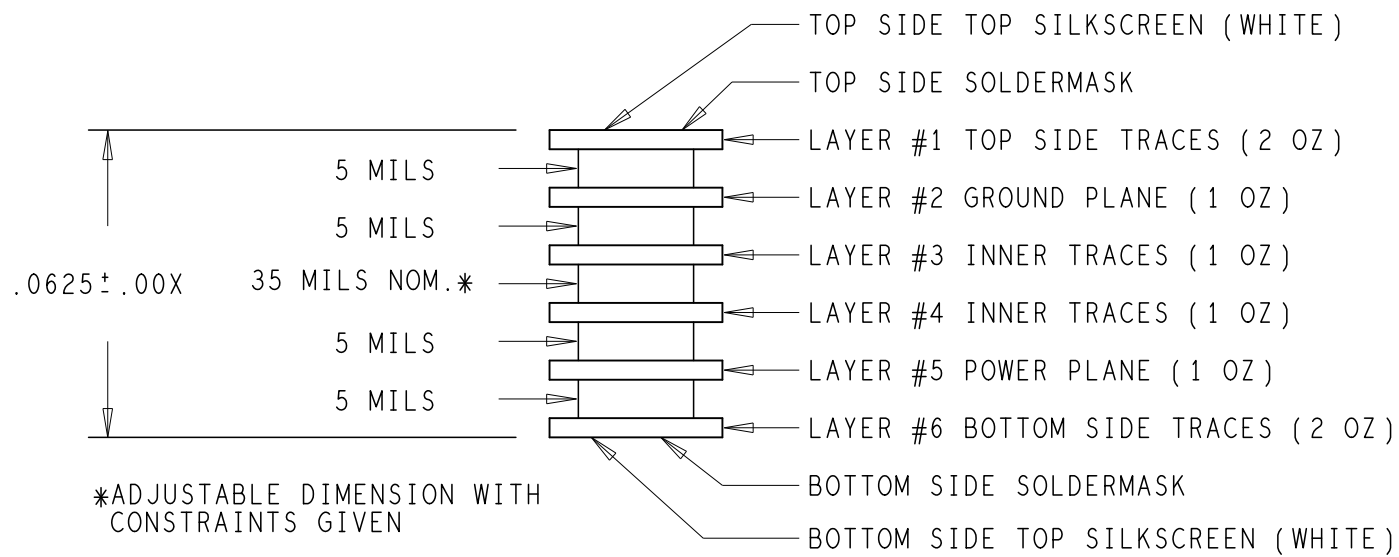 TOP SIDE TOP SILKSCREEN (WHITE)
TOP SIDE SOLDERMASK
LAYER #1 TOP SIDE TRACES (2 OZ)
5 MILS
LAYER #2 GROUND PLANE (1 OZ)
5 MILS
LAYER #3 INNER TRACES (1 OZ)
.0625±.00X
35 MILS NOM.*
LAYER #4 INNER TRACES (1 OZ)
5 MILS
LAYER #5 POWER PLANE (1 OZ)
5 MILS
LAYER #6 BOTTOM SIDE TRACES (2 OZ)
BOTTOM SIDE SOLDERMASK
*ADJUSTABLE DIMENSION WITH
CONSTRAINTS GIVEN
BOTTOM SIDE TOP SILKSCREEN (WHITE)